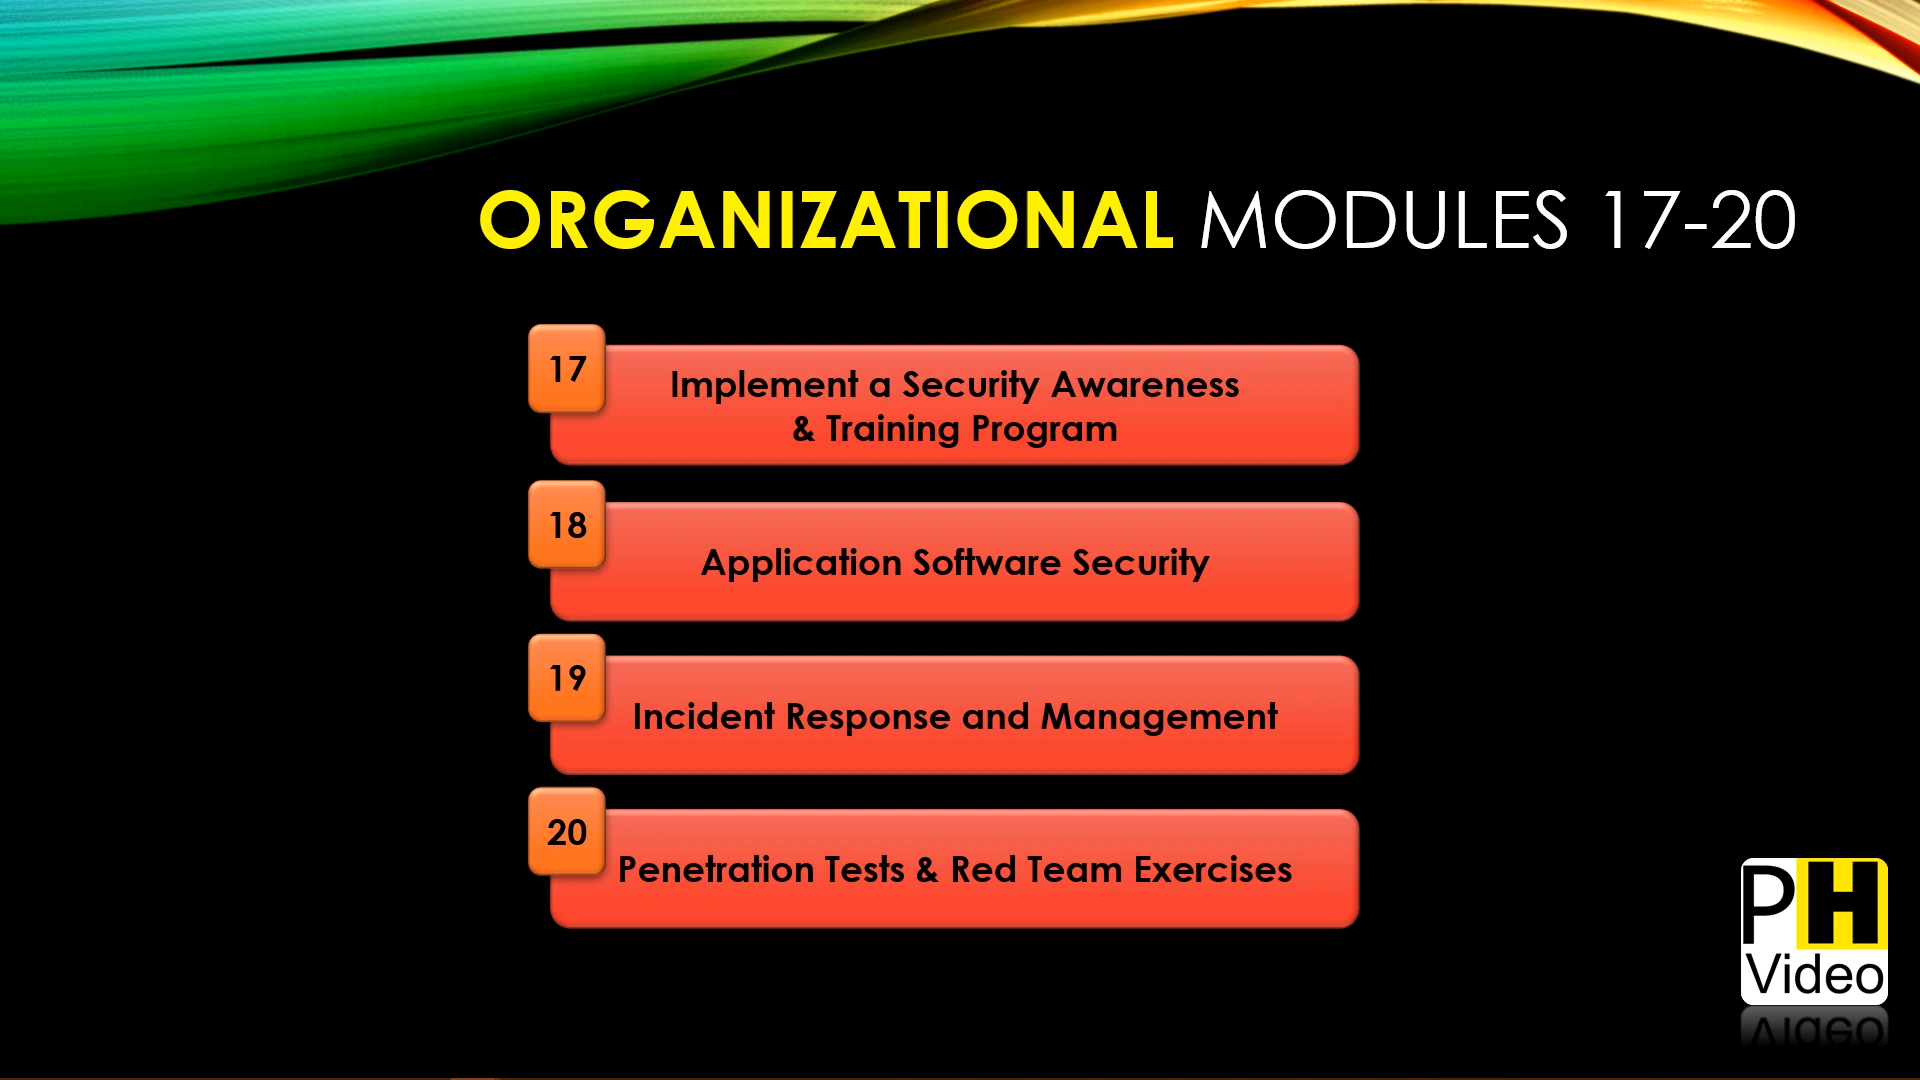 ORGANIZATIONAL MODULES 17-20
17
Implement a Security Awareness
& Training Program
18
Application Software Security
19
Incident Response and Management
20
Penetration Tests & Red Team Exercises
PH
Video